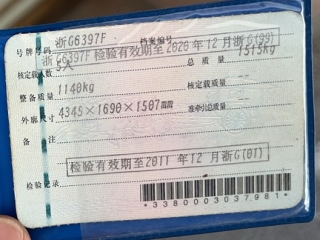 号牌号码 浙G6397F 档案编号
浙G6397F 检验有效期至2020年12月浙G(99)
核定载人数 5人 总质量 1515kg
整备质量 1140kg 核定载质量 --
外廓尺寸 4345×1690×1507mm 准牵引总质量 --
备注
检验有效期至2011年12月浙G(01)
检验记录
*3380003037981*